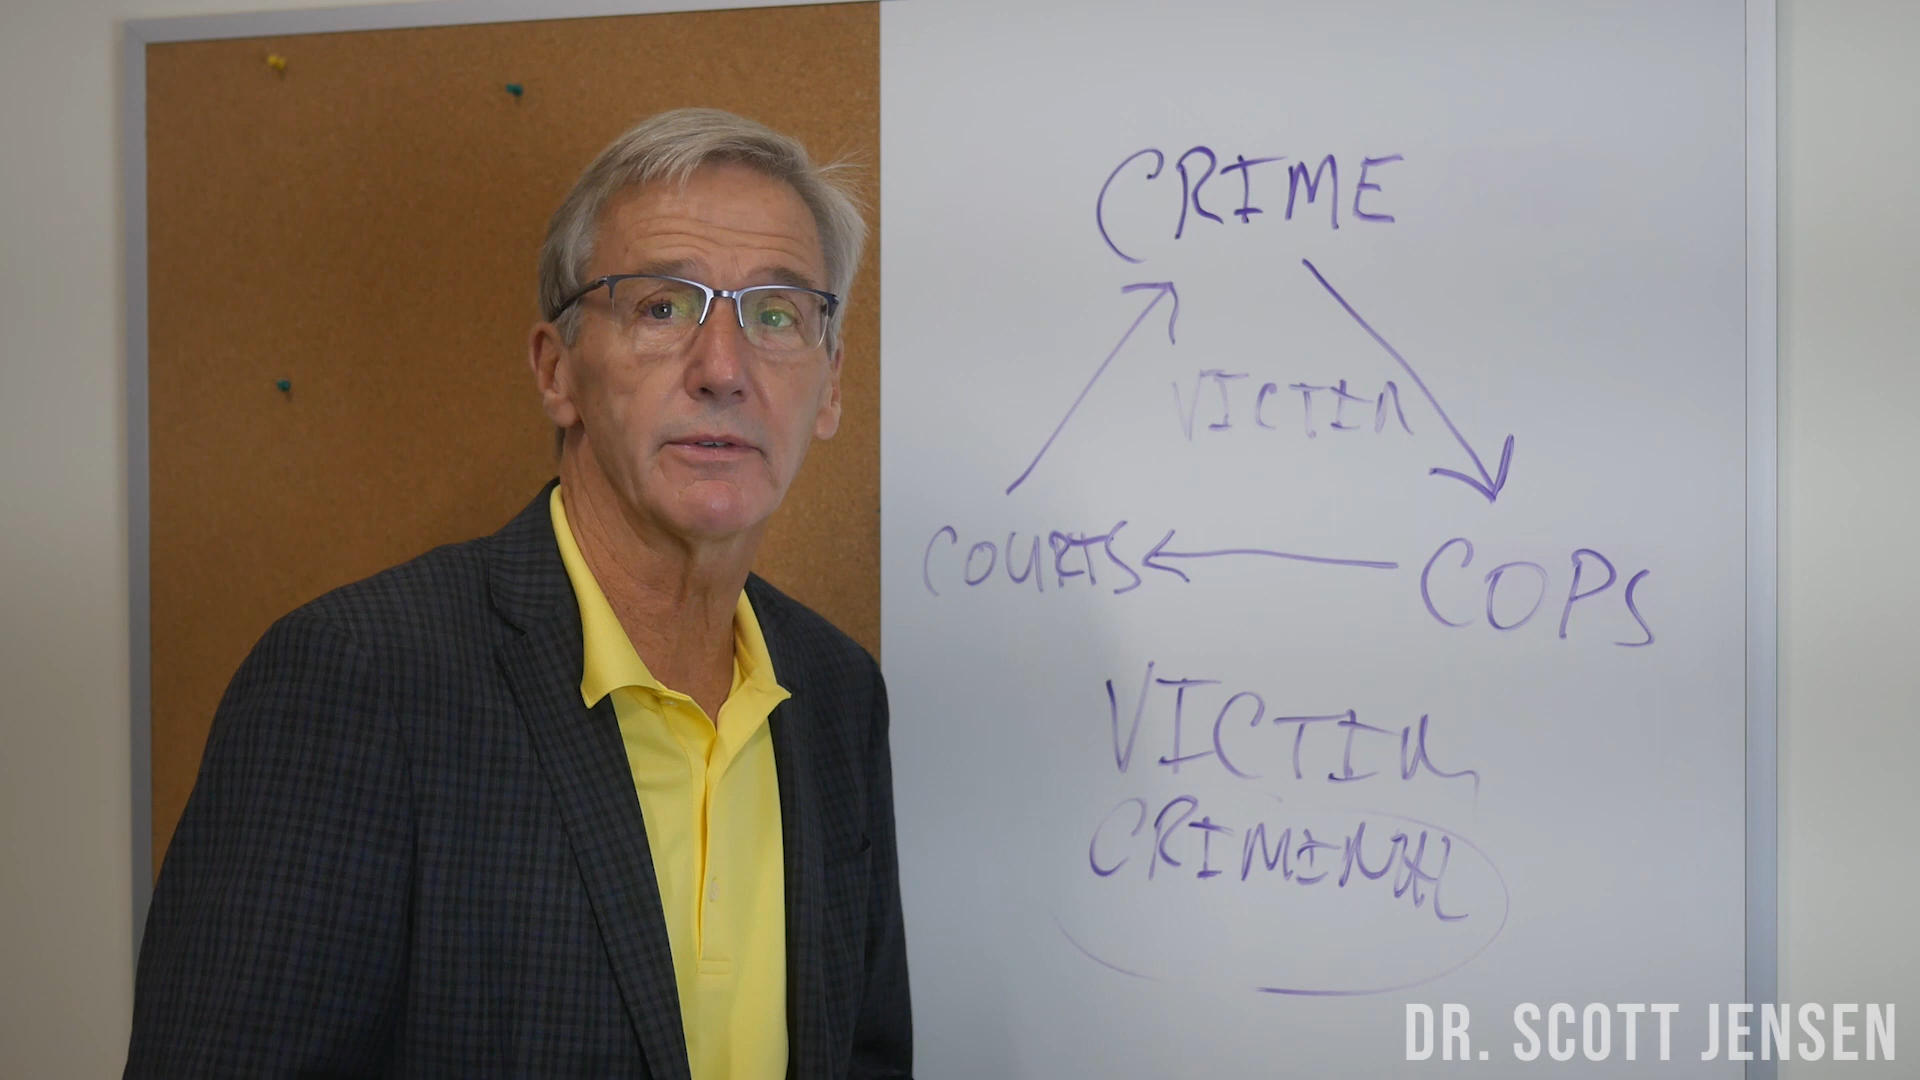 CRIME
VICTIM
COURTS
COPS
VICTIM
CRIMINAL
DR. SCOTT JENSEN